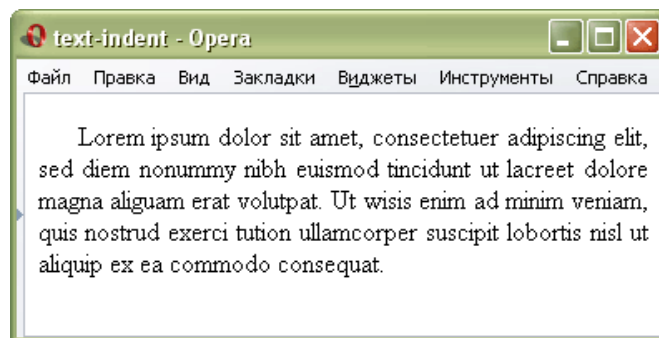 text-indent - Opera
Файл Правка Вид Закладки Виджеты Инструменты Справка
Lorem ipsum dolor sit amet, consectetuer adipiscing elit,
sed diem nonummy nibh euismod tincidunt ut lacreet dolore
magna aliguam erat volutpat. Ut wisis enim ad minim veniam,
quis nostrud exerci tution ullamcorper suscipit lobortis nisl ut
aliquip ex ea commodo consequat.